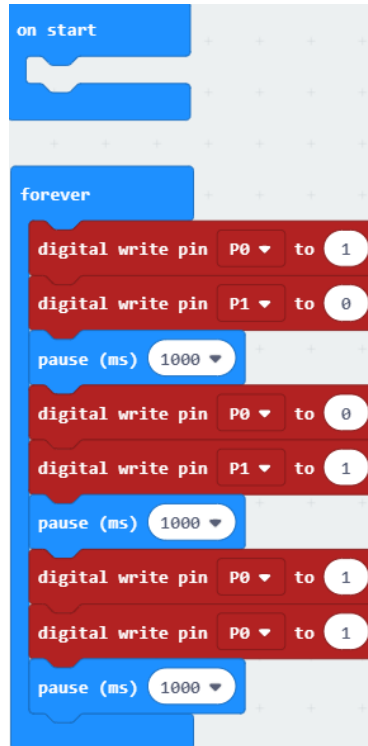 on start
forever
digital write pin P0 to 1
digital write pin P1 to 0
pause (ms) 1000
digital write pin P0 to 0
digital write pin P1 to 1
pause (ms) 1000
digital write pin P0 to 1
digital write pin P0 to 1
pause (ms) 1000